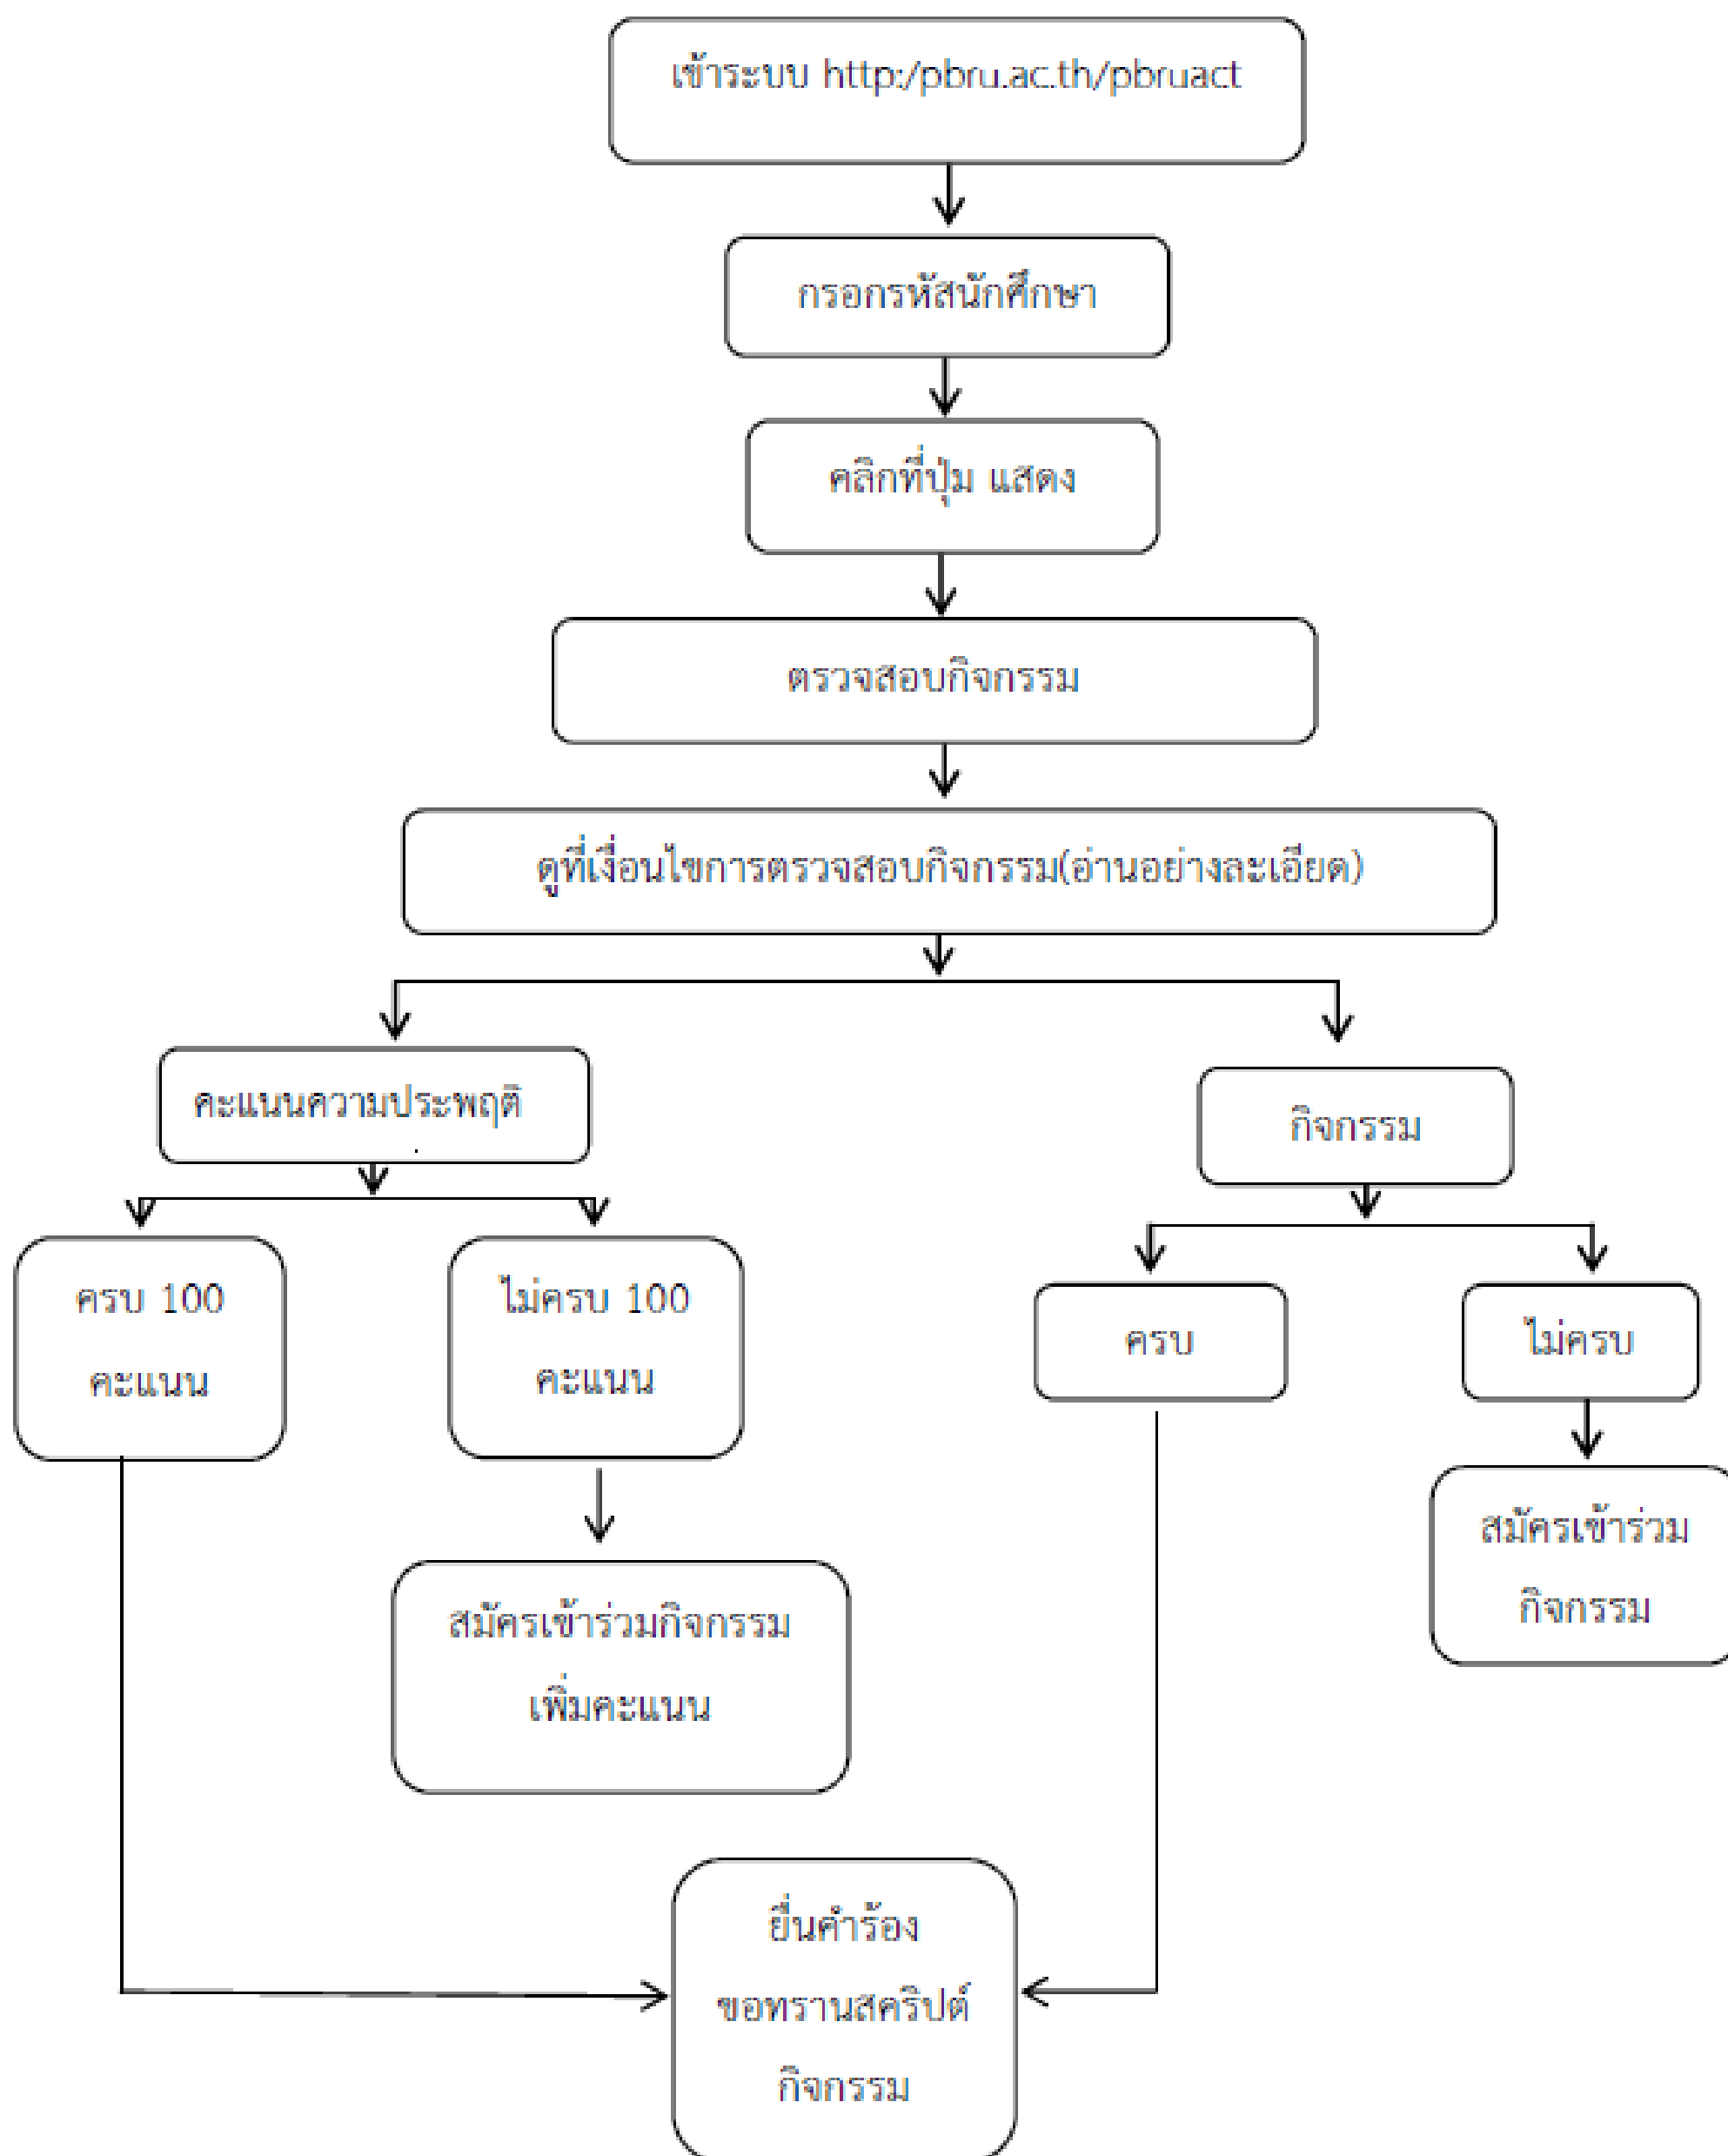 เข้าระบบ http:/pbru.ac.th/pbruact
กรอกรหัสนักศึกษา
คลิกที่ปุ่ม แสดง
ตรวจสอบกิจกรรม
ดูที่เงื่อนไขการตรวจสอบกิจกรรม(อ่านอย่างละเอียด)
คะแนนความประพฤติ
กิจกรรม
ครบ 100
คะแนน
ไม่ครบ 100
คะแนน
ครบ
ไม่ครบ
สมัครเข้าร่วมกิจกรรม
เพิ่มคะแนน
สมัครเข้าร่วม
กิจกรรม
ยื่นคำร้อง
ขอทรานสคริปต์
กิจกรรม